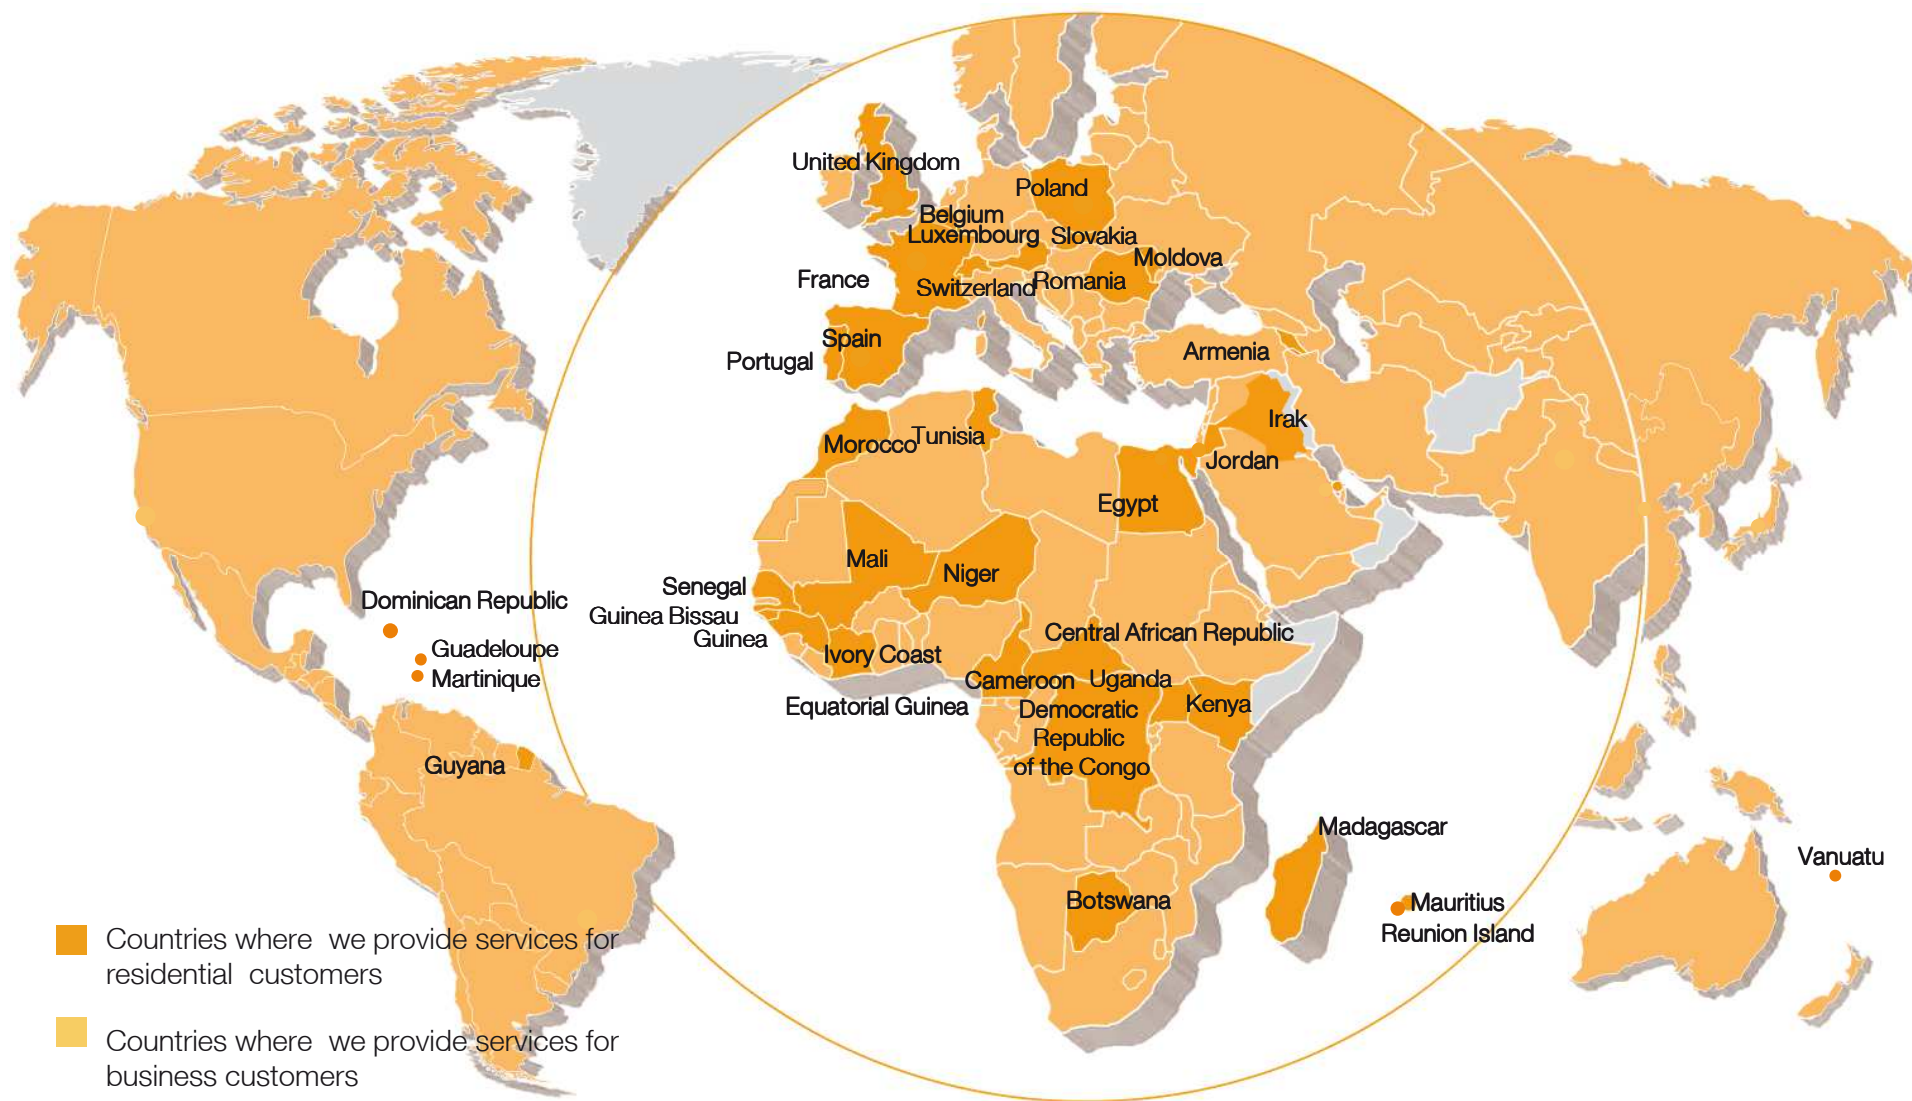 United Kingdom
Poland
Belgium
Luxembourg
Slovakia
Moldova
France
Switzerland
Romania
Spain
Portugal
Armenia
Irak
Morocco
Tunisia
Jordan
Egypt
Mali
Niger
Senegal
Guinea Bissau
Guinea
Dominican Republic
Guadeloupe
Martinique
Ivory Coast
Central African Republic
Cameroon
Uganda
Equatorial Guinea
Kenya
Democratic
Republic
of the Congo
Guyana
Madagascar
Vanuatu
Botswana
Mauritius
Reunion Island
Countries where we provide services for
residential customers
Countries where we provide services for
business customers